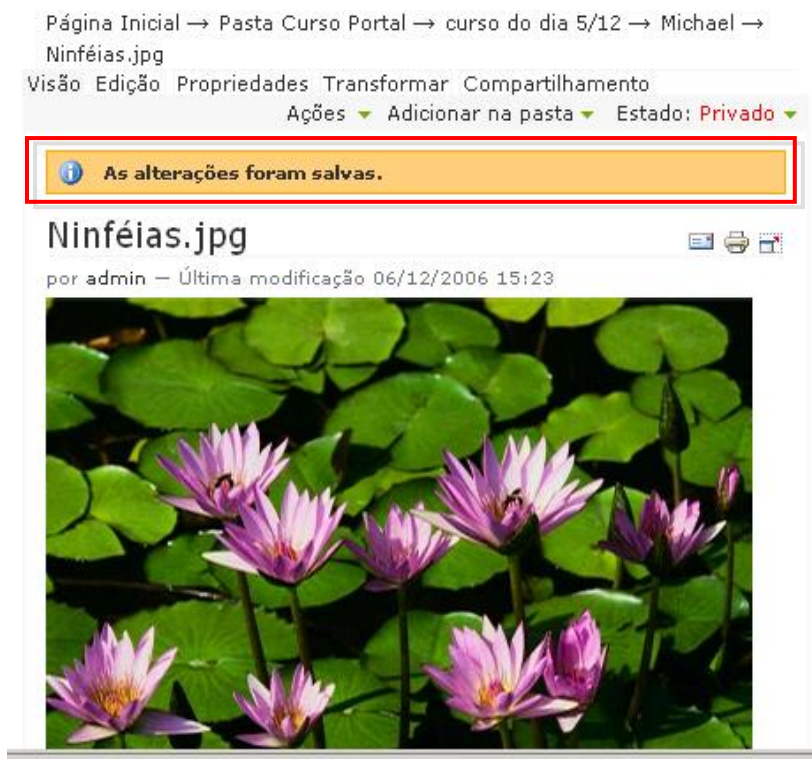 Página Inicial → Pasta Curso Portal → curso do dia 5/12 → Michael →
Ninféias.jpg
Visão Edição Propriedades Transformar Compartilhamento
Ações Adicionar na pasta Estado: Privado
As alterações foram salvas.
Ninféias.jpg
por admin — Última modificação 06/12/2006 15:23